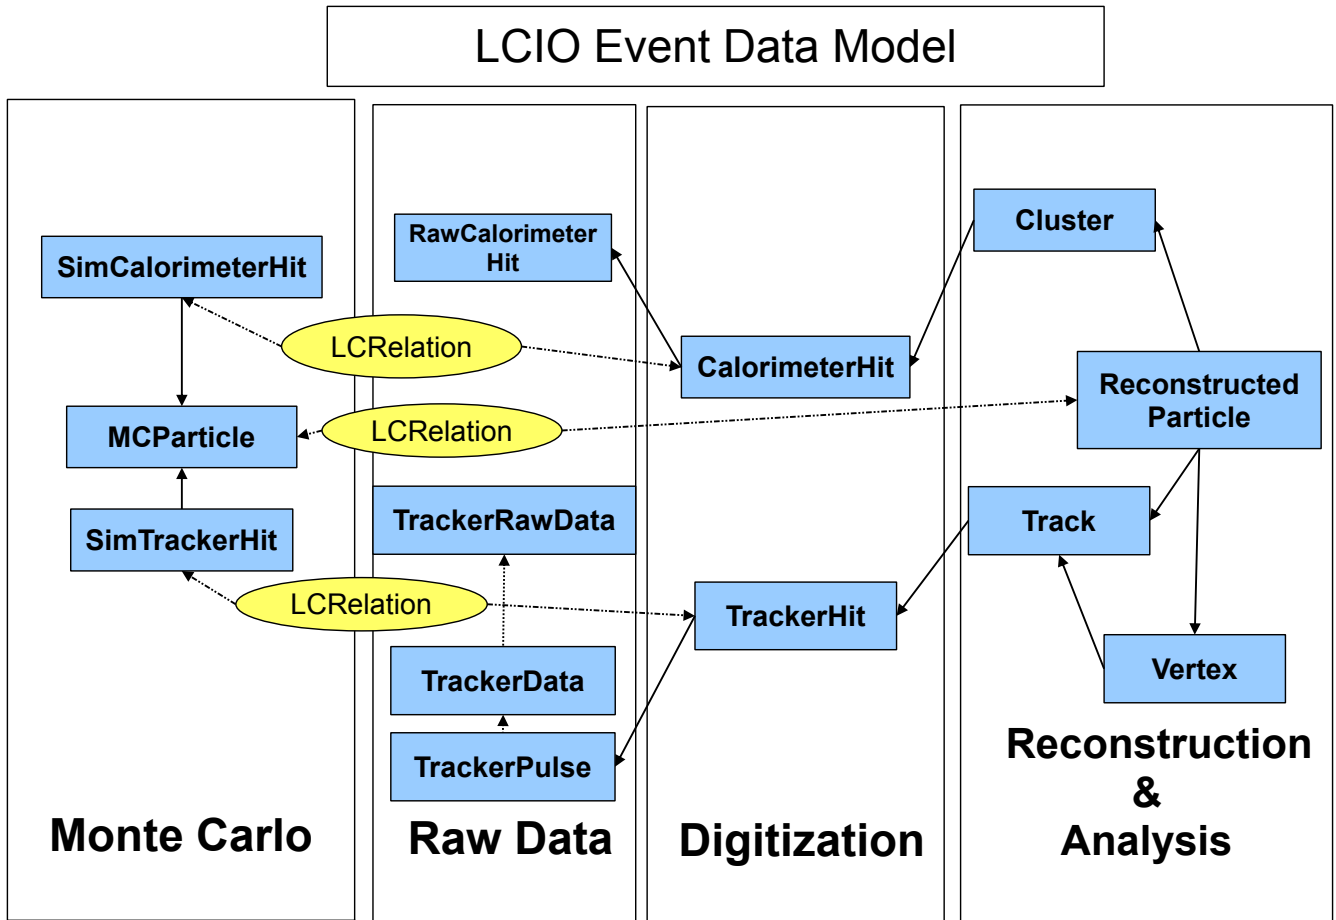 LCIO Event Data Model
SimCalorimeterHit
MCParticle
SimTrackerHit
Monte Carlo
RawCalorimeter
Hit
LCRelation
LCRelation
TrackerRawData
LCRelation
TrackerData
TrackerPulse
Raw Data
CalorimeterHit
TrackerHit
Digitization
Cluster
Reconstructed
Particle
Track
Vertex
Reconstruction
&
Analysis